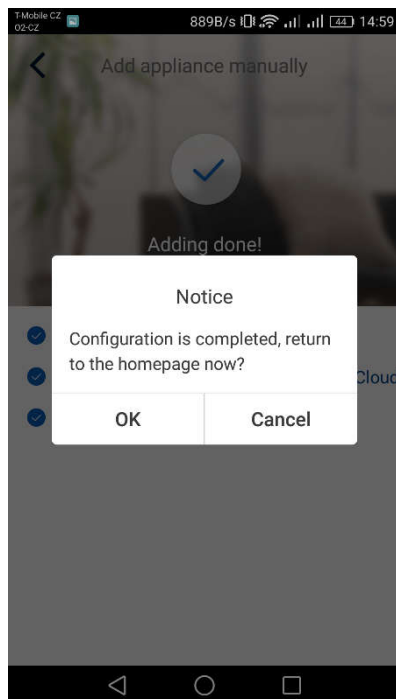 T-Mobile CZ
O2-CZ
889B/s 44 14:59
Add appliance manually
Adding done!
Notice
Configuration is completed, return
to the homepage now?
Cloud
OK Cancel